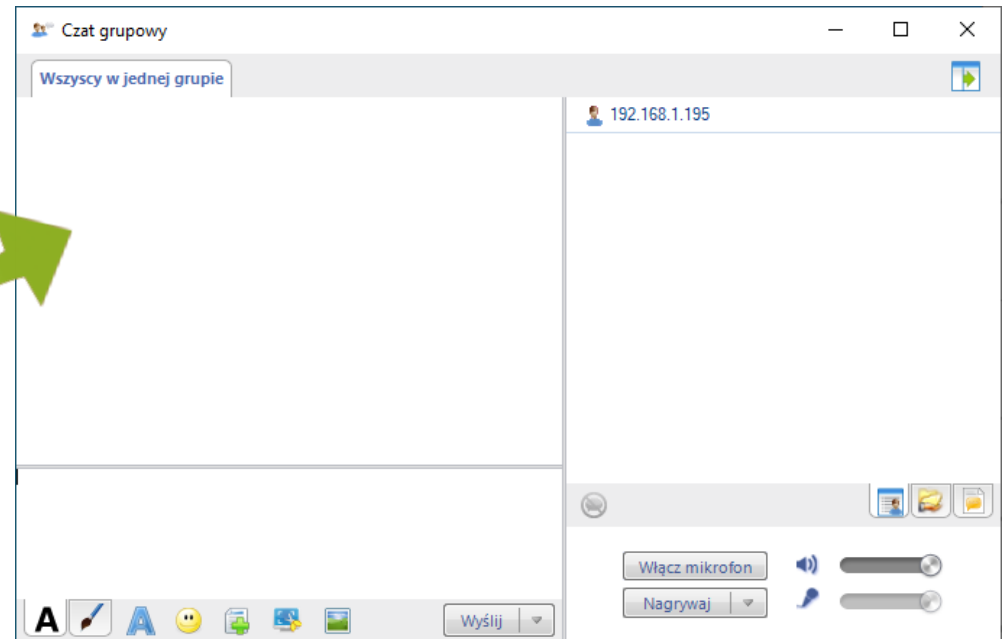 Czat grupowy
Wszyscy w jednej grupie
192.168.1.195
Włącz mikrofon
Nagrywaj
A
A
Wyślij